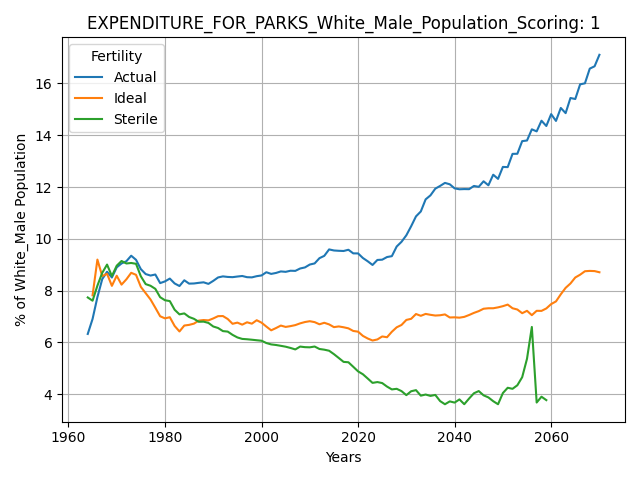 EXPENDITURE_FOR_PARKS_White_Male_Population_Scoring: 1
Fertility
Actual
Ideal
Sterile
% of White_Male Population
16
14
12
10
8
6
4
1960
1980
2000
2020
2040
2060
Years